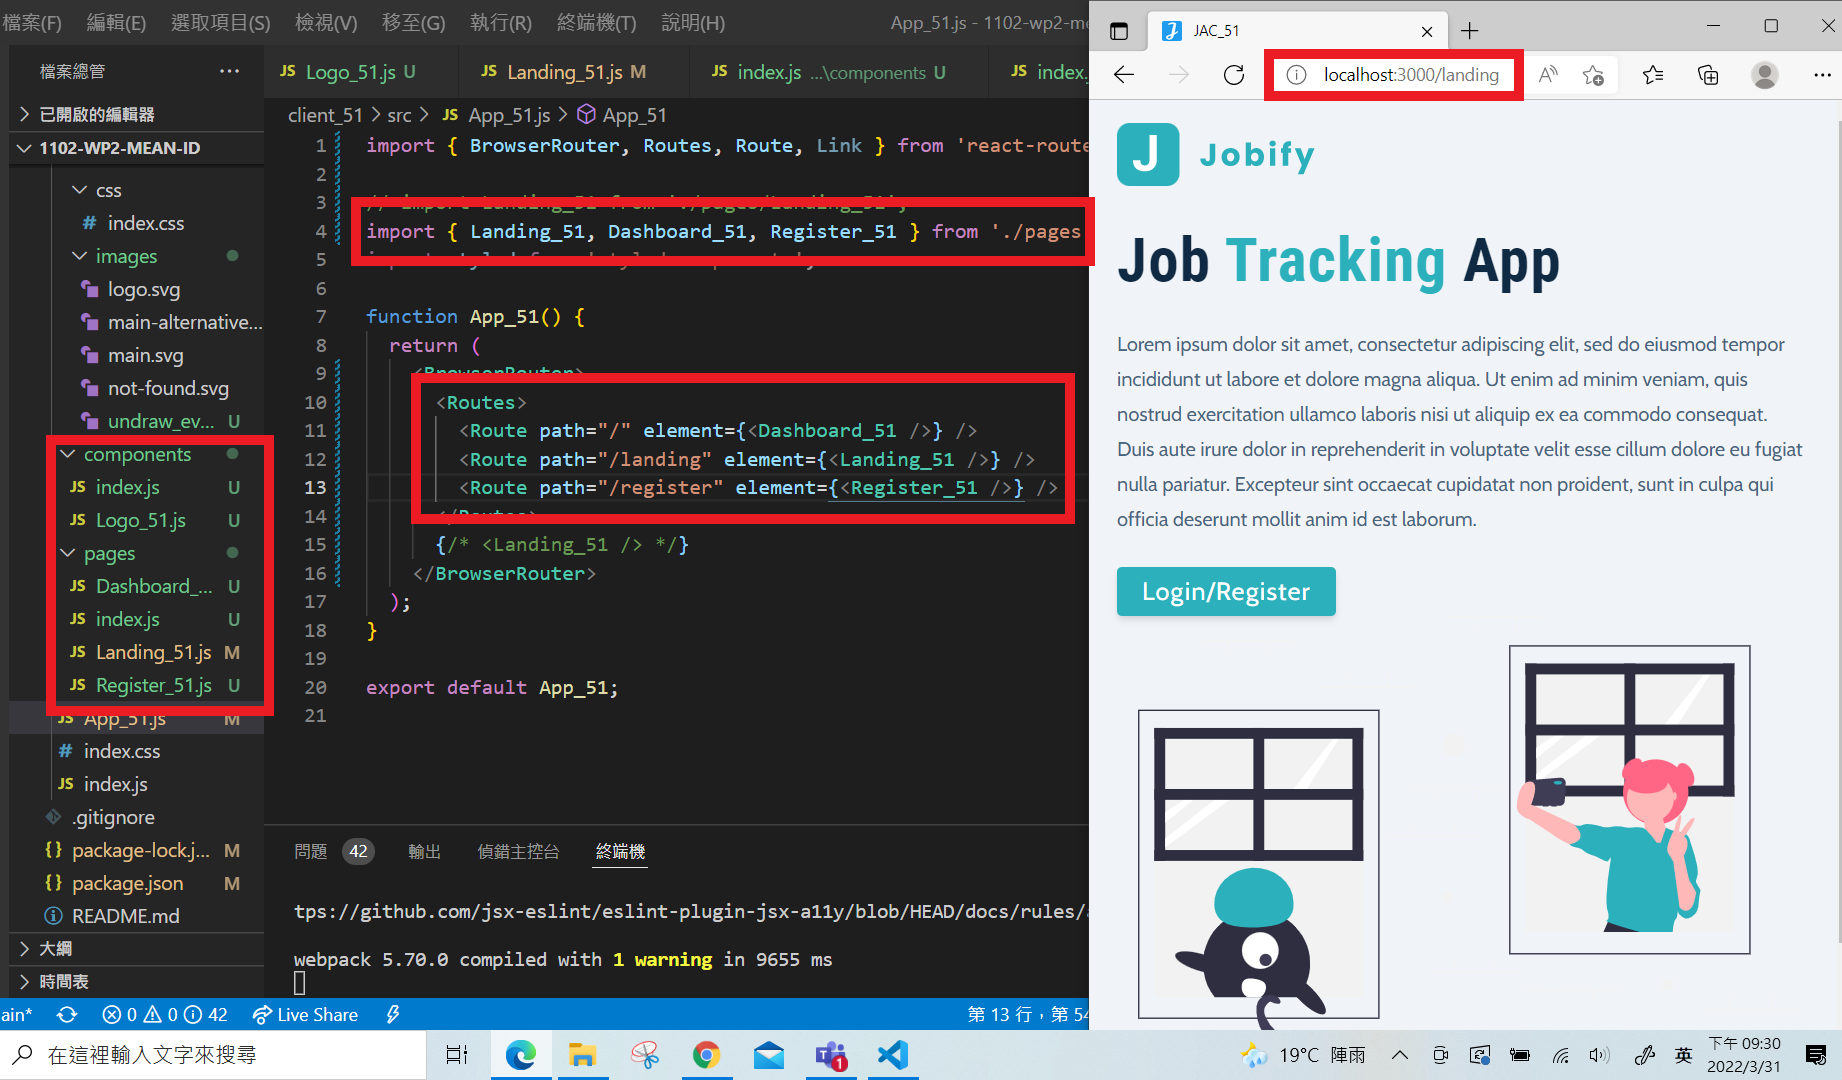 檔案(F) 編輯(E) 選取項目(S) 檢視(V) 移至(G) 執行(R) 終端機(T) 說明(H) App_51.js - 1102-wp2-me
檔案總管 ···
已開啟的編輯器
1102-WP2-MEAN-ID
css
# index.css
images
logo.svg
main-alternative...
main.svg
not-found.svg
undraw_ev... U
components
JS index.js U
JS Logo_51.js U
pages
JS Dashboard_... U
JS index.js U
JS Landing_51.js M
JS Register_51.js U
JS App_51.js M
# index.css
JS index.js
.gitignore
{} package-lock.j... M
{} package.json M
README.md
大綱
時間表
JS Logo_51.js U JS Landing_51.js M JS index.js ...\components U JS index.
client_51 > src > JS App_51.js > App_51
1 import { BrowserRouter, Routes, Route, Link } from 'react-route
2
3 // import Landing_51 from './pages/Landing_51';
4 import { Landing_51, Dashboard_51, Register_51 } from './pages
5
6
7 function App_51() {
8 return (
9 <BrowserRouter>
10 <Routes>
11 <Route path="/" element={<Dashboard_51 />} />
12 <Route path="/landing" element={<Landing_51 />} />
13 <Route path="/register" element={<Register_51 />} />
14 </Routes>
15 {/* <Landing_51 /> */}
16 </BrowserRouter>
17 );
18 }
19
20 export default App_51;
21
問題 42 輸出 偵錯主控台 終端機
tps://github.com/jsx-eslint/eslint-plugin-jsx-a11y/blob/HEAD/docs/rules/
webpack 5.70.0 compiled with 1 warning in 9655 ms
ain* 0 0 42 Live Share 第 13 行，第 54
JAC_51
localhost:3000/landing
J Jobify
Job Tracking App
Lorem ipsum dolor sit amet, consectetur adipiscing elit, sed do eiusmod tempor
incididunt ut labore et dolore magna aliqua. Ut enim ad minim veniam, quis
nostrud exercitation ullamco laboris nisi ut aliquip ex ea commodo consequat.
Duis aute irure dolor in reprehenderit in voluptate velit esse cillum dolore eu fugiat
nulla pariatur. Excepteur sint occaecat cupidatat non proident, sunt in culpa qui
officia deserunt mollit anim id est laborum.
Login/Register
在這裡輸入文字來搜尋
1
19°C 陣雨
英
下午 09:30
2022/3/31